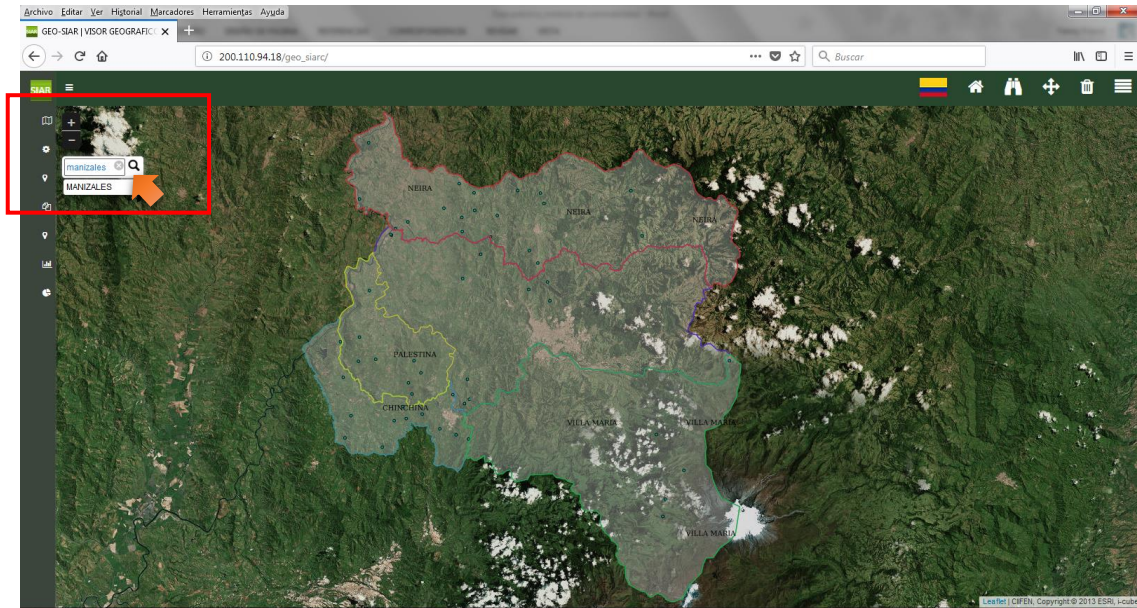 Archivo Editar Ver Historial Marcadores Herramientas Ayuda
GEO-SIAR | VISOR GEOGRAFIC
200.110.94.18/geo_siarc/
Buscar
SIAR
manizales
MANIZALES
NEIRA
NEIRA
NEIRA
PALESTINA
CHINCHINA
VILLA MARIA
VILLA MARIA
VILLA MARIA
Leaflet | CIIFEN, Copyright © 2013 ESRI, i-cube